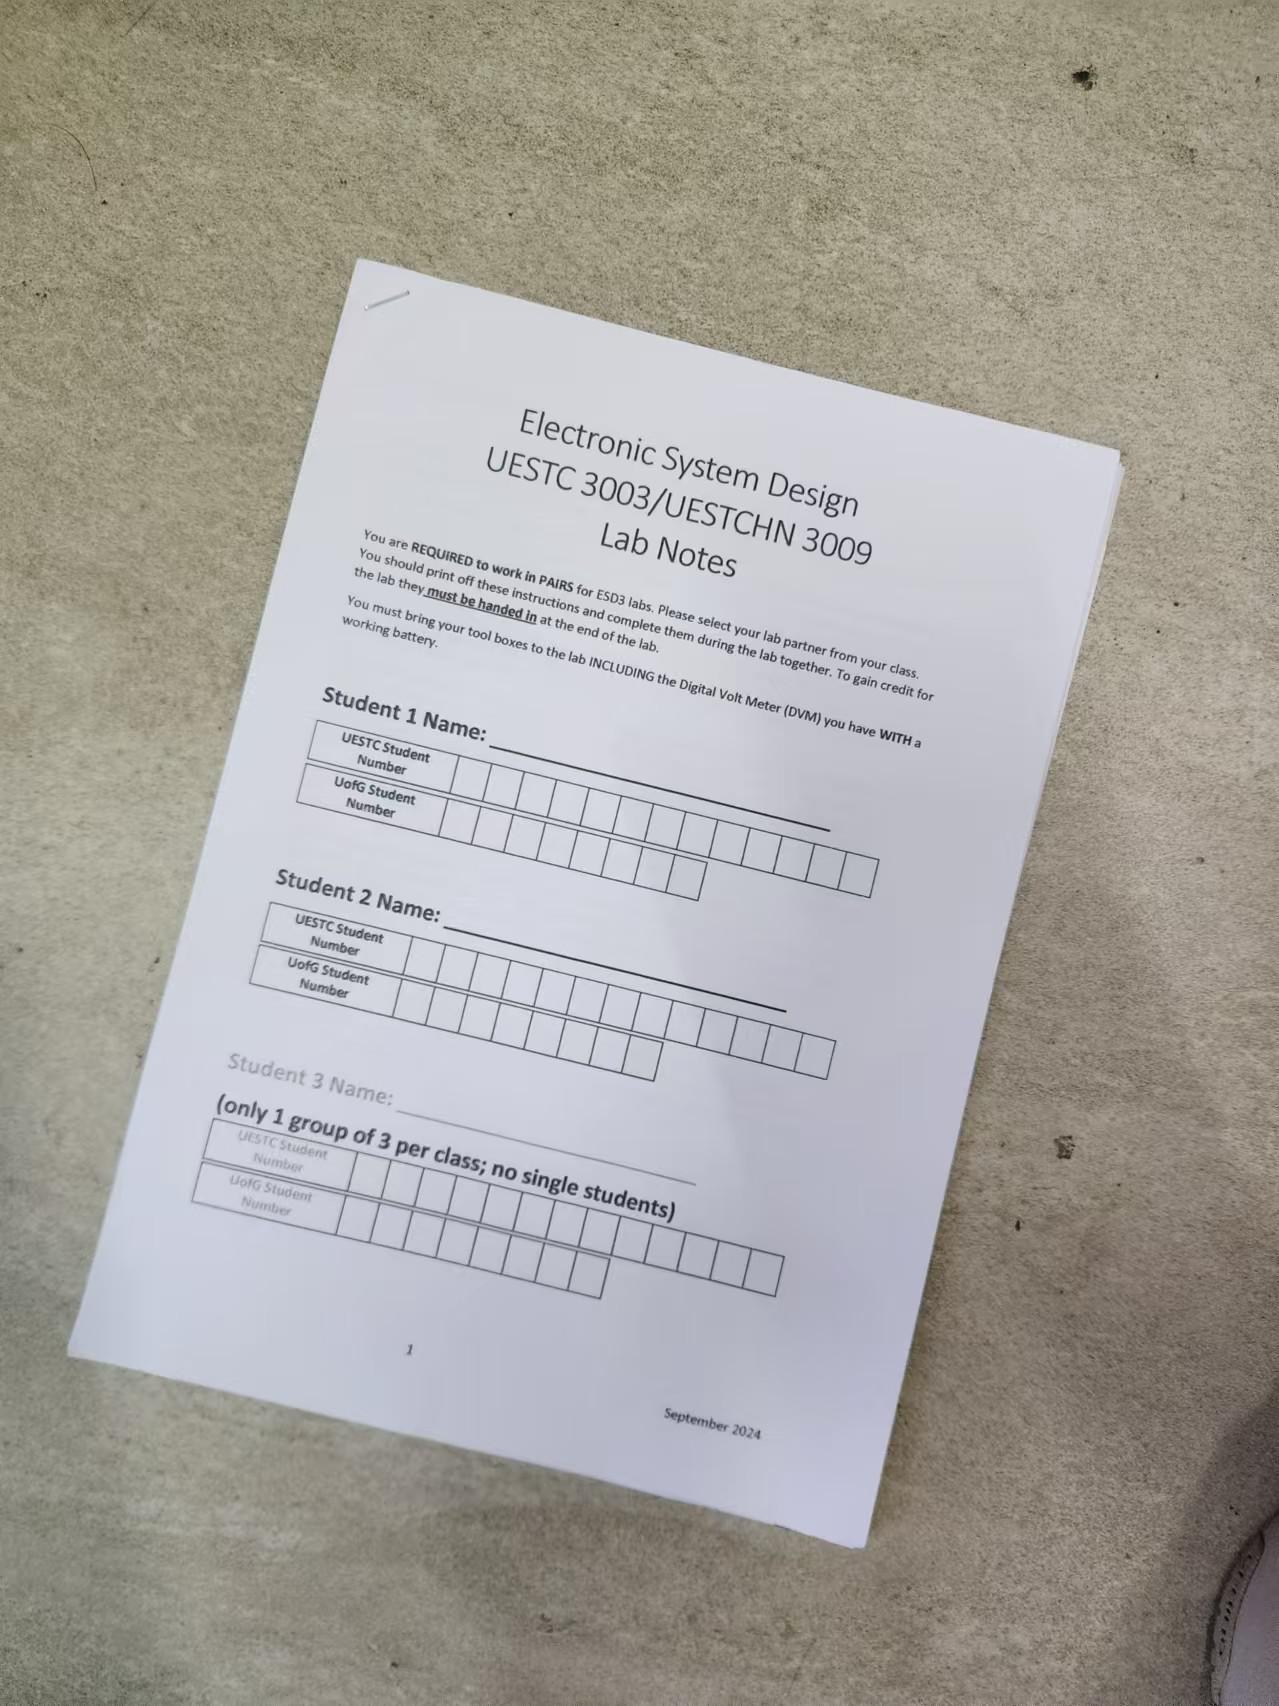 Electronic System Design
UESTC 3003/UESTCHN 3009
Lab Notes
You are REQUIRED to work in PAIRS for ESD3 labs. Please select your lab partner from your class.
You should print off these instructions and complete them during the lab together. To gain credit for
the lab they must be handed in at the end of the lab.
You must bring your tool boxes to the lab INCLUDING the Digital Volt Meter (DVM) you have WITH a
working battery.
Student 1 Name:
UESTC Student
Number
UofG Student
Number
Student 2 Name:
UESTC Student
Number
UofG Student
Number
Student 3 Name:
(only 1 group of 3 per class; no single students)
UESTC Student
Number
UofG Student
Number
1
September 2024